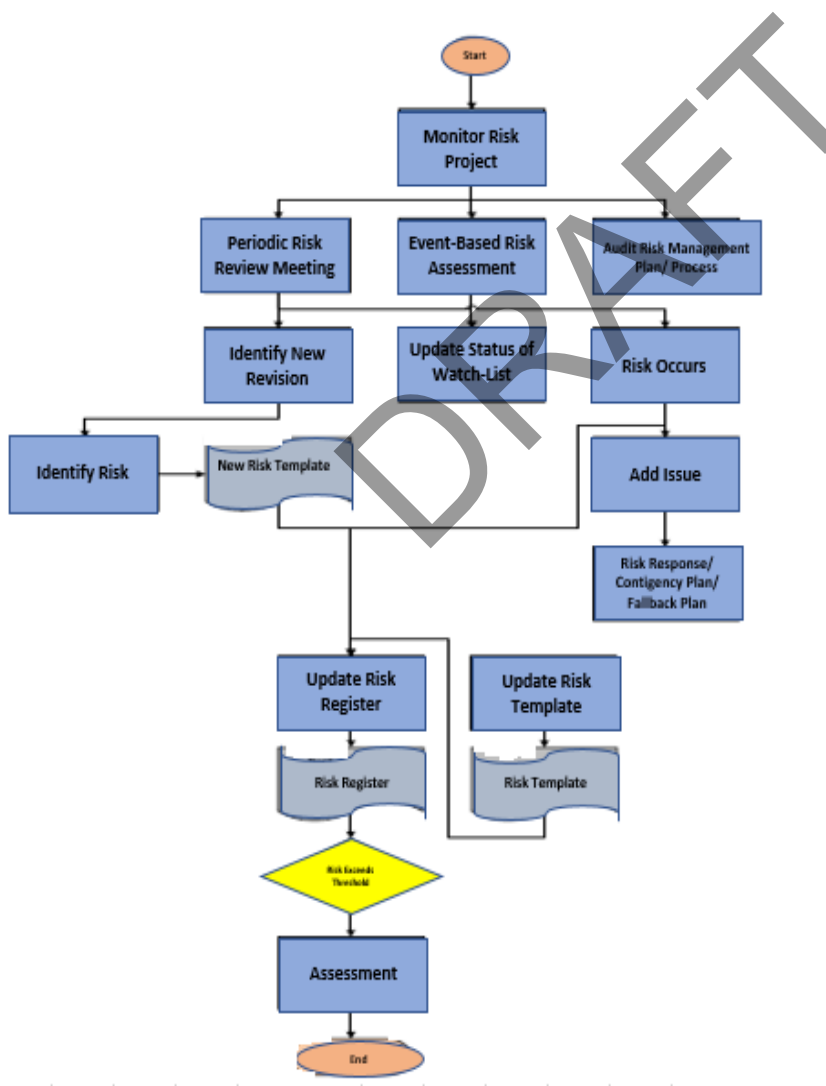 Start
Monitor Risk
Project
Periodic Risk
Review Meeting
Event-Based Risk
Assessment
Audit Risk Management
Plan/ Process
Identify New
Revision
Update Status of
Watch-List
Risk Occurs
Identify Risk
New Risk Template
Add Issue
Risk Response/
Contigency Plan/
Fallback Plan
Update Risk
Register
Update Risk
Template
Risk Register
Risk Template
Risk Exceeds
Threshold
Assessment
End
DRAFT